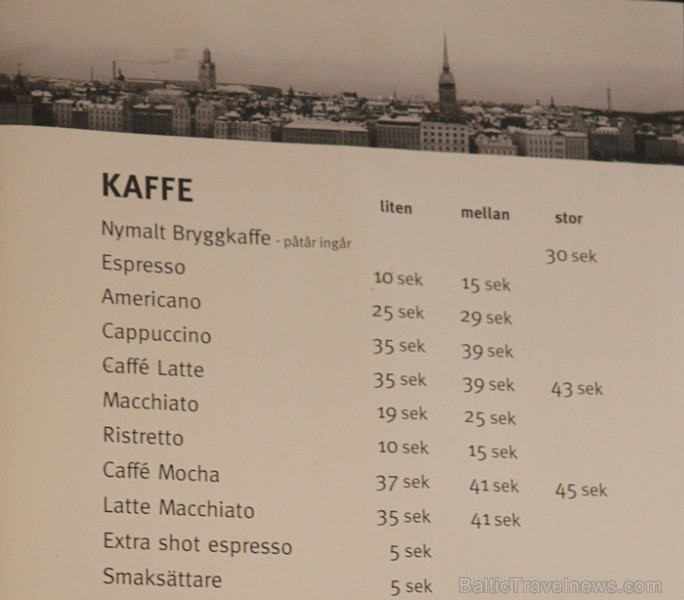 KAFFE liten mellan stor
Nymalt Bryggkaffe - påtår ingår 30 sek
Espresso 10 sek 15 sek
Americano 25 sek 29 sek
Cappuccino 35 sek 39 sek
Caffé Latte 35 sek 39 sek 43 sek
Macchiato 19 sek 25 sek
Ristretto 10 sek 15 sek
Caffé Mocha 37 sek 41 sek 45 sek
Latte Macchiato 35 sek 41 sek
Extra shot espresso 5 sek
Smaksättare 5 sek
BalticTravelnews.com